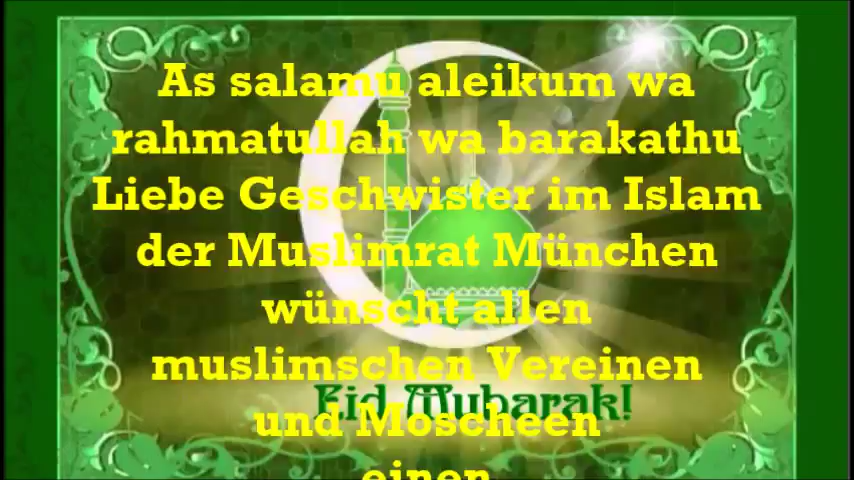 As salamu aleikum wa
rahmatullah wa barakathu
Liebe Geschwister im Islam
der Muslimrat München
wünscht allen
muslimschen Vereinen
Eid Mubarak!
und Moscheen
einen